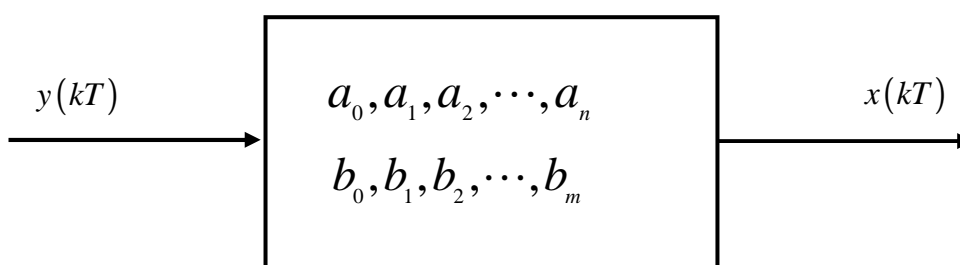 y(kT)
a₀,a₁,a₂,⋯,aₙ
x(kT)
b₀,b₁,b₂,⋯,bₘ